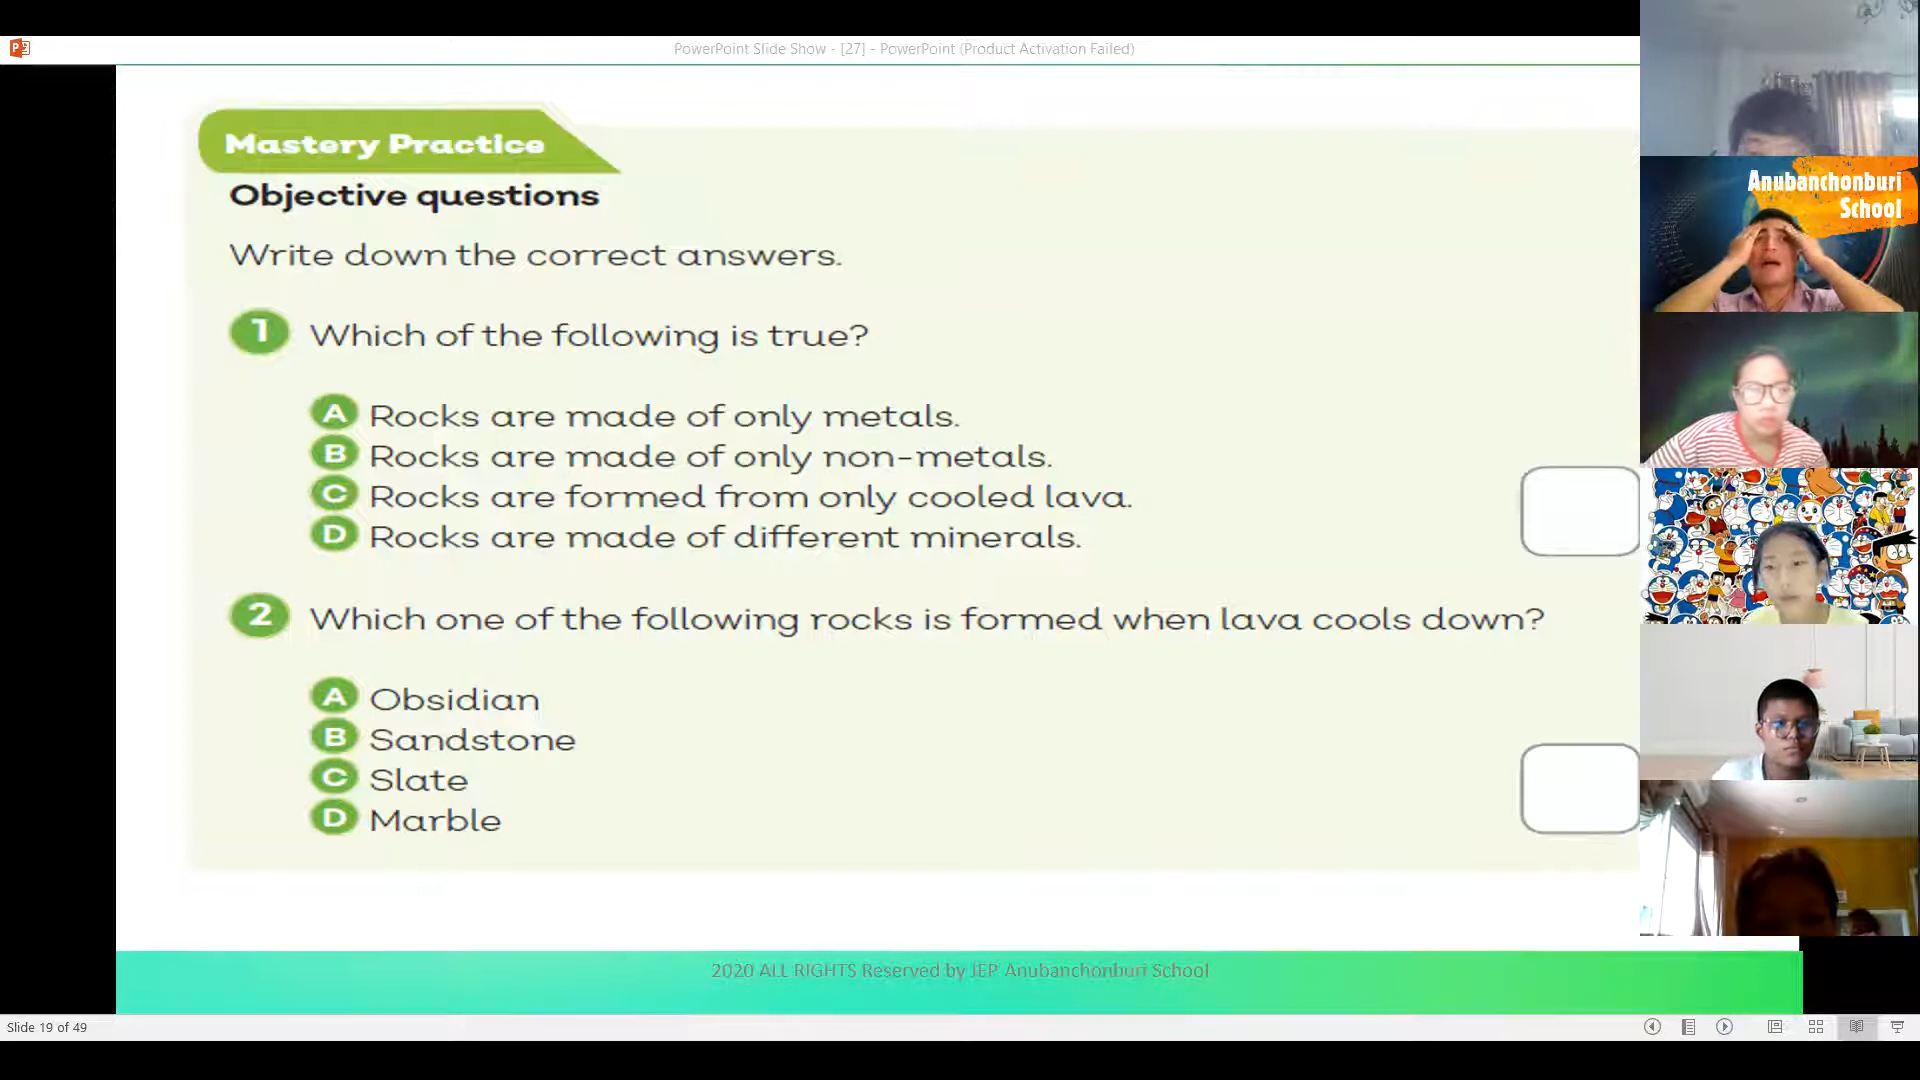 PowerPoint Slide Show - [27] - PowerPoint (Product Activation Failed)
Mastery Practice
Objective questions
Write down the correct answers.
1 Which of the following is true?
A Rocks are made of only metals.
B Rocks are made of only non-metals.
C Rocks are formed from only cooled lava.
D Rocks are made of different minerals.
2 Which one of the following rocks is formed when lava cools down?
A Obsidian
B Sandstone
C Slate
D Marble
2020 ALL RIGHTS Reserved by JEP Anubanchonburi School
Slide 19 of 49
Anubanchonburi
School